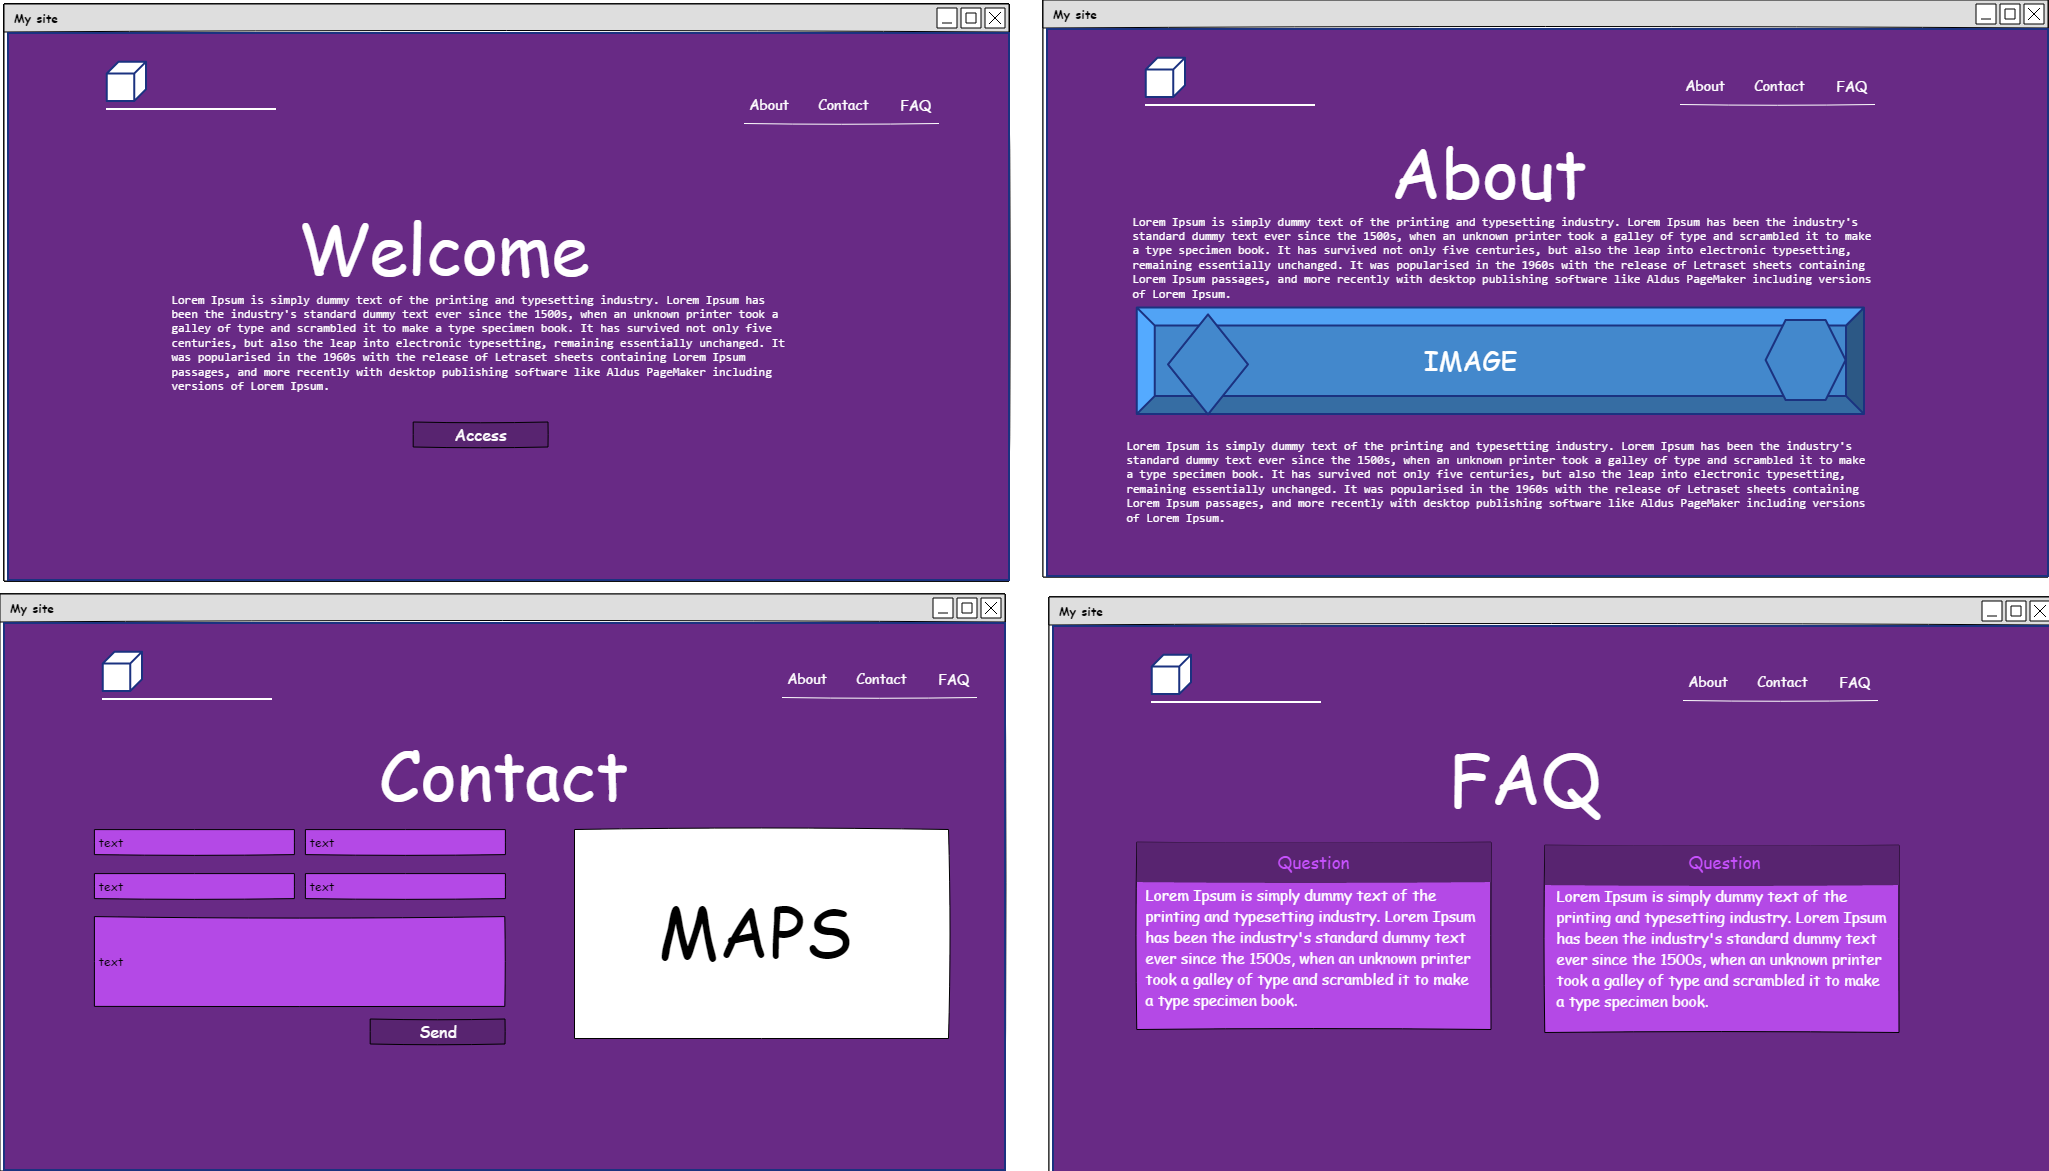 My site
About Contact FAQ
Welcome
Lorem Ipsum is simply dummy text of the printing and typesetting industry. Lorem Ipsum has
been the industry's standard dummy text ever since the 1500s, when an unknown printer took a
galley of type and scrambled it to make a type specimen book. It has survived not only five
centuries, but also the leap into electronic typesetting, remaining essentially unchanged. It
was popularised in the 1960s with the release of Letraset sheets containing Lorem Ipsum
passages, and more recently with desktop publishing software like Aldus PageMaker including
versions of Lorem Ipsum.
Access
My site
About Contact FAQ
About
Lorem Ipsum is simply dummy text of the printing and typesetting industry. Lorem Ipsum has been the industry's
standard dummy text ever since the 1500s, when an unknown printer took a galley of type and scrambled it to make
a type specimen book. It has survived not only five centuries, but also the leap into electronic typesetting,
remaining essentially unchanged. It was popularised in the 1960s with the release of Letraset sheets containing
Lorem Ipsum passages, and more recently with desktop publishing software like Aldus PageMaker including versions
of Lorem Ipsum.
IMAGE
Lorem Ipsum is simply dummy text of the printing and typesetting industry. Lorem Ipsum has been the industry's
standard dummy text ever since the 1500s, when an unknown printer took a galley of type and scrambled it to make
a type specimen book. It has survived not only five centuries, but also the leap into electronic typesetting,
remaining essentially unchanged. It was popularised in the 1960s with the release of Letraset sheets containing
Lorem Ipsum passages, and more recently with desktop publishing software like Aldus PageMaker including versions
of Lorem Ipsum.
My site
About Contact FAQ
Contact
text text
text text
text
Send
MAPS
My site
About Contact FAQ
FAQ
Question
Lorem Ipsum is simply dummy text of the
printing and typesetting industry. Lorem Ipsum
has been the industry's standard dummy text
ever since the 1500s, when an unknown printer
took a galley of type and scrambled it to make
a type specimen book.
Question
Lorem Ipsum is simply dummy text of the
printing and typesetting industry. Lorem Ipsum
has been the industry's standard dummy text
ever since the 1500s, when an unknown printer
took a galley of type and scrambled it to make
a type specimen book.